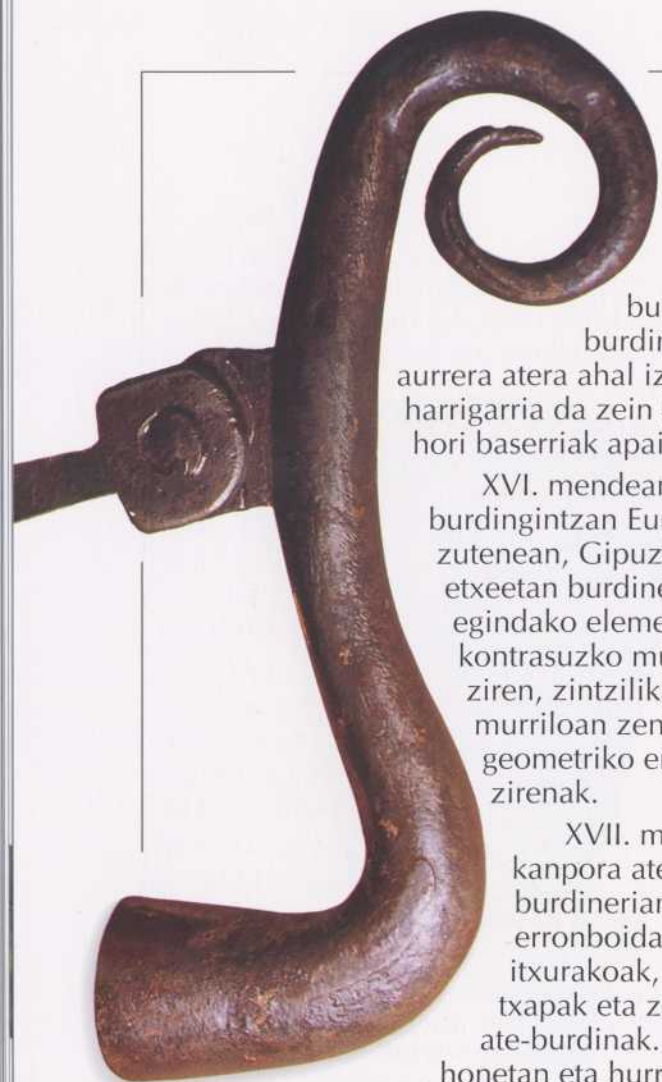 bu
burdin
aurrera atera ahal iz
harrigarria da zein
hori baserriak apai
XVI. mendean
burdingintzan Eu
zutenean, Gipuz
etxeetan burdine
egindako eleme
kontrasuzko mu
ziren, zintzilik
murriloan zen
geometriko e
zirenak.
XVII. m
kanpora ate
burdinerian
erronboida
itxurakoak,
txapak eta z
ate-burdinak.
honetan eta hurr